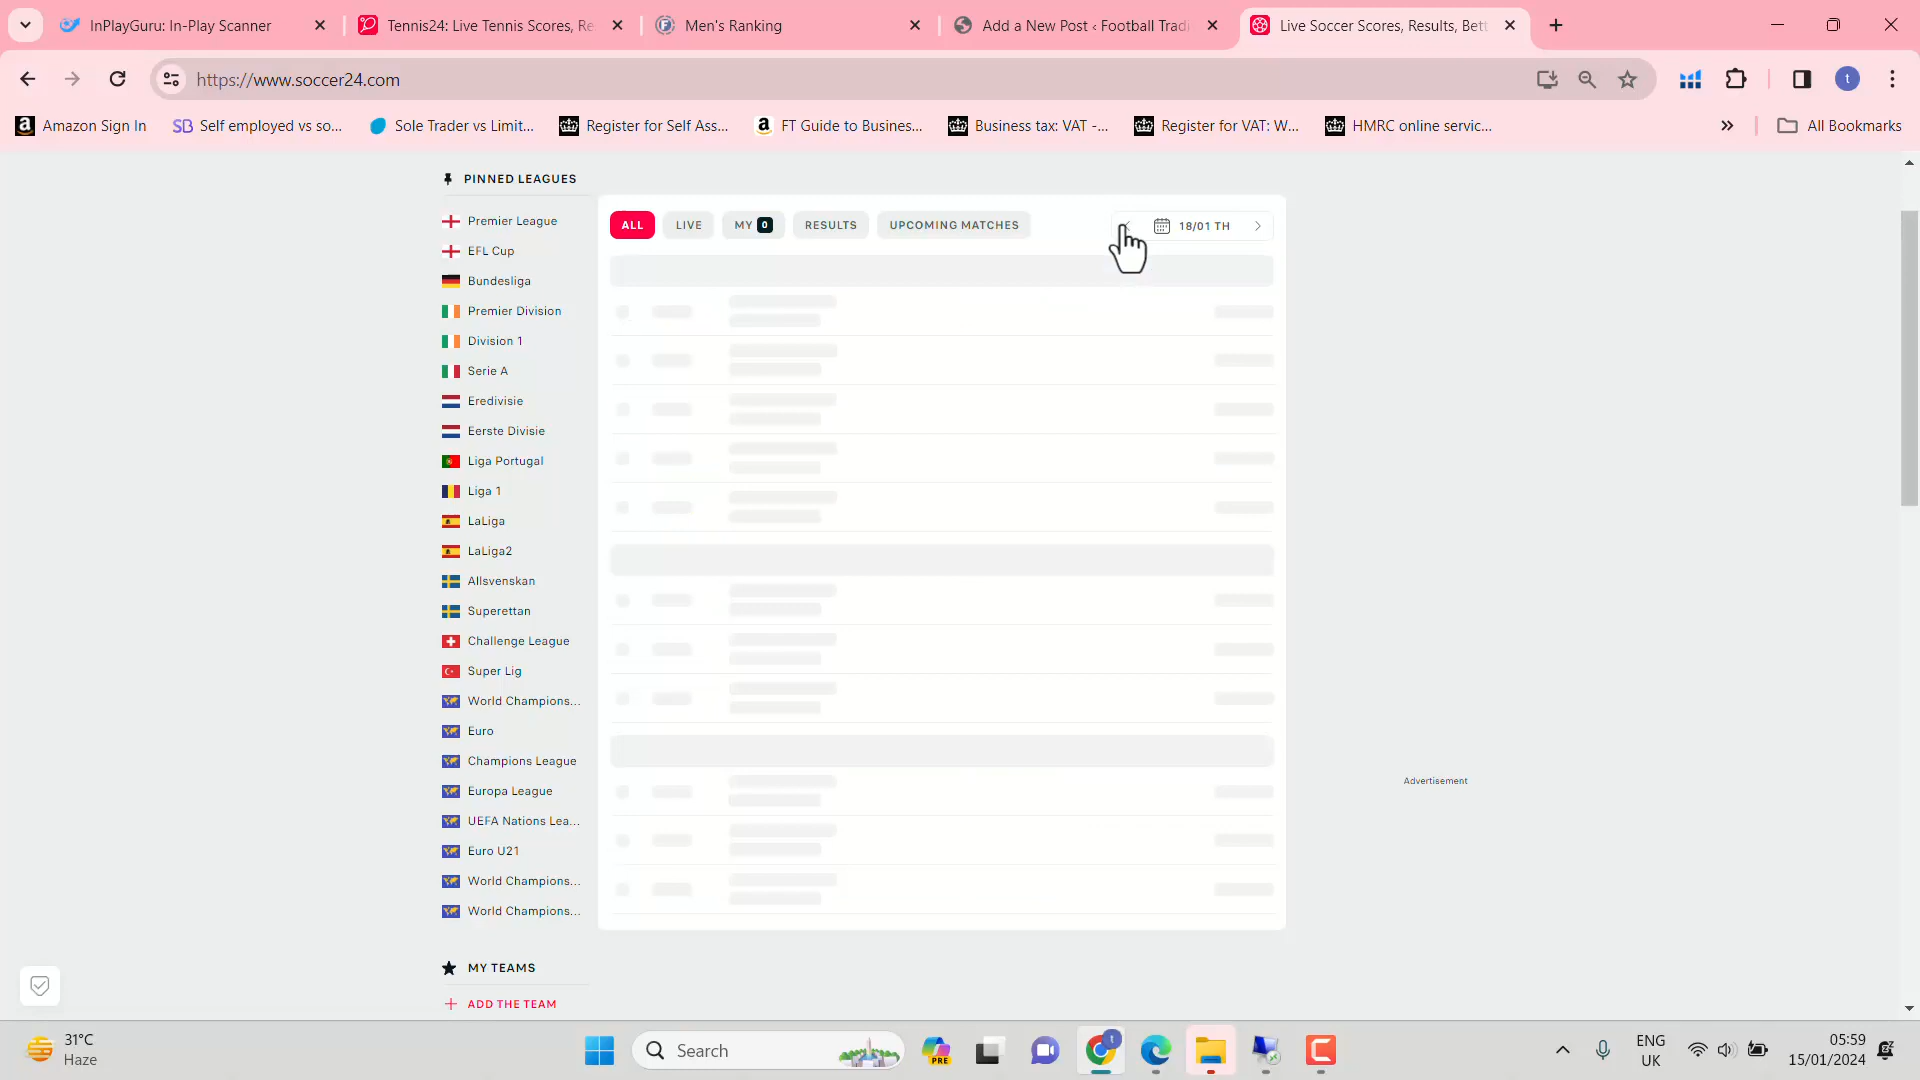 InPlayGuru: In-Play Scanner
Tennis24: Live Tennis Scores, Re
Men's Ranking
Add a New Post ‹ Football Tradi
Live Soccer Scores, Results, Bett
https://www.soccer24.com
t
Amazon Sign In
Self employed vs so...
Sole Trader vs Limit...
Register for Self Ass...
FT Guide to Busines...
Business tax: VAT -...
Register for VAT: W...
HMRC online servic...
All Bookmarks
PINNED LEAGUES
Premier League
EFL Cup
Bundesliga
Premier Division
Division 1
Serie A
Eredivisie
Eerste Divisie
Liga Portugal
Liga 1
LaLiga
LaLiga2
Allsvenskan
Superettan
Challenge League
Super Lig
World Champions...
Euro
Champions League
Europa League
UEFA Nations Lea...
Euro U21
World Champions...
World Champions...
MY TEAMS
ADD THE TEAM
ALL
LIVE
MY 0
RESULTS
UPCOMING MATCHES
18/01 TH
Advertisement
31°C
Haze
Search
PRE
t
ENG
UK
05:59
15/01/2024